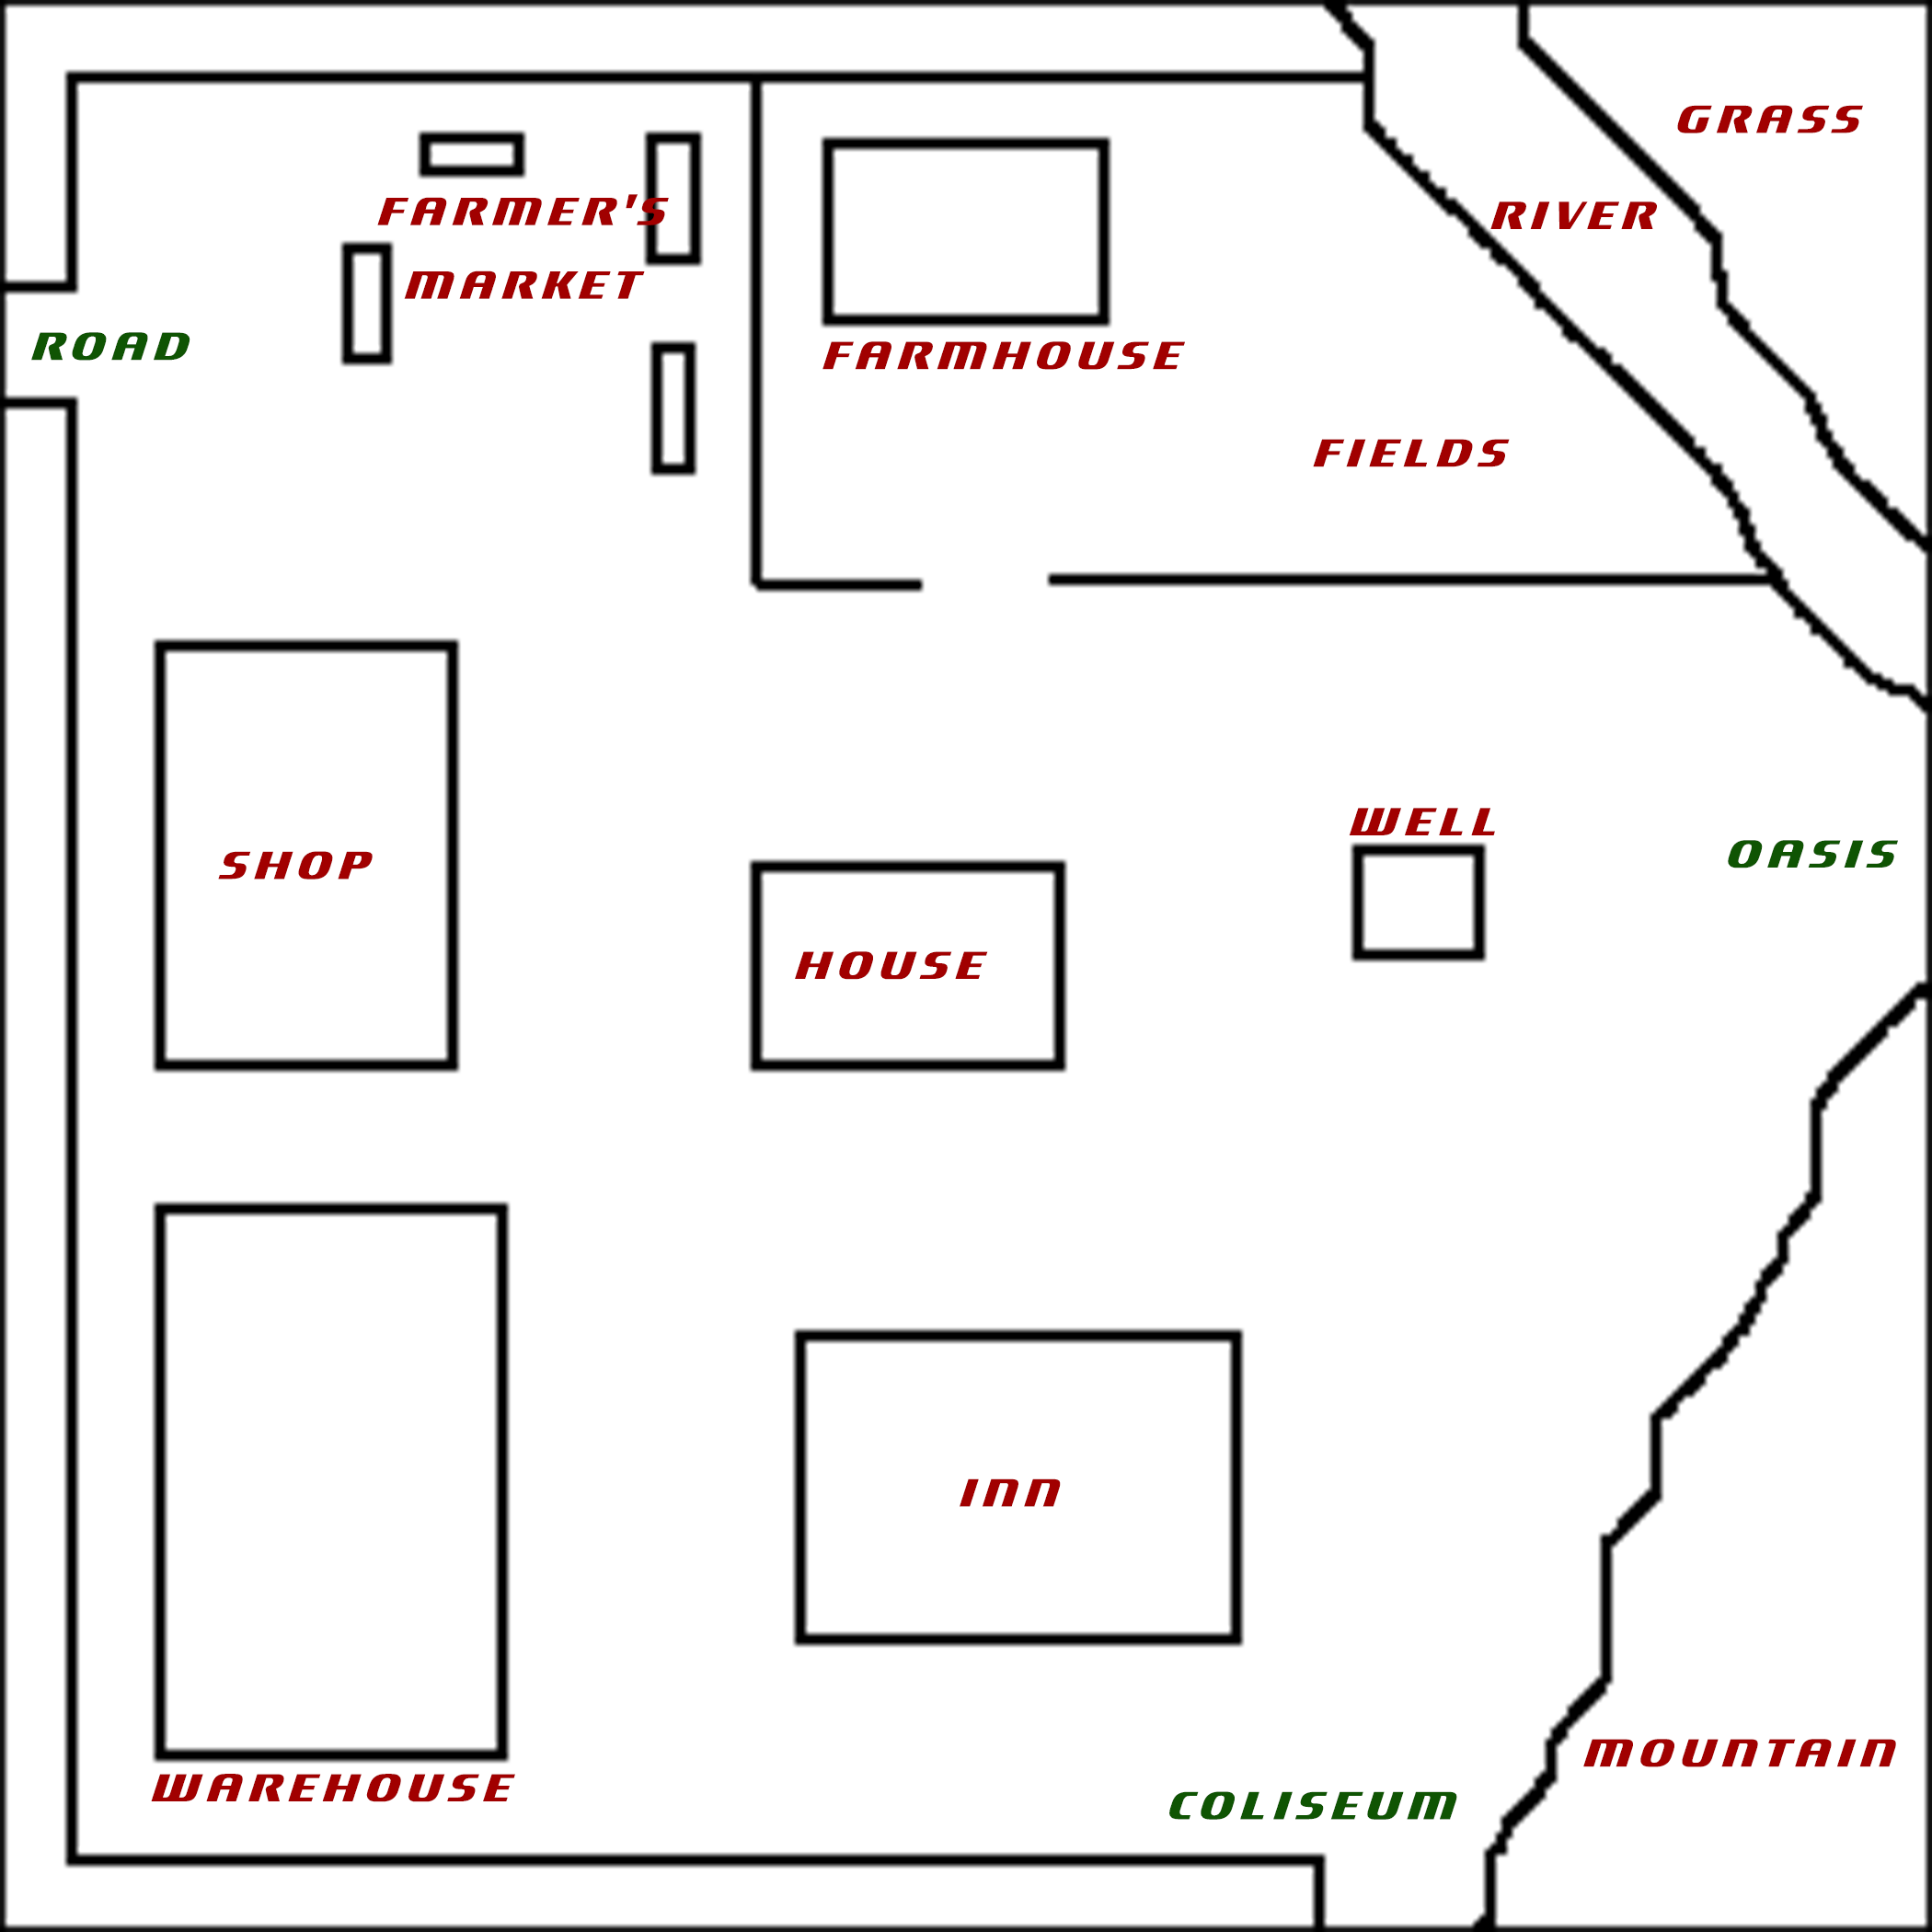 GRASS
RIVER
FARMER'S
MARKET
ROAD
FARMHOUSE
FIELDS
WELL
OASIS
SHOP
HOUSE
INN
MOUNTAIN
WAREHOUSE
COLISEUM